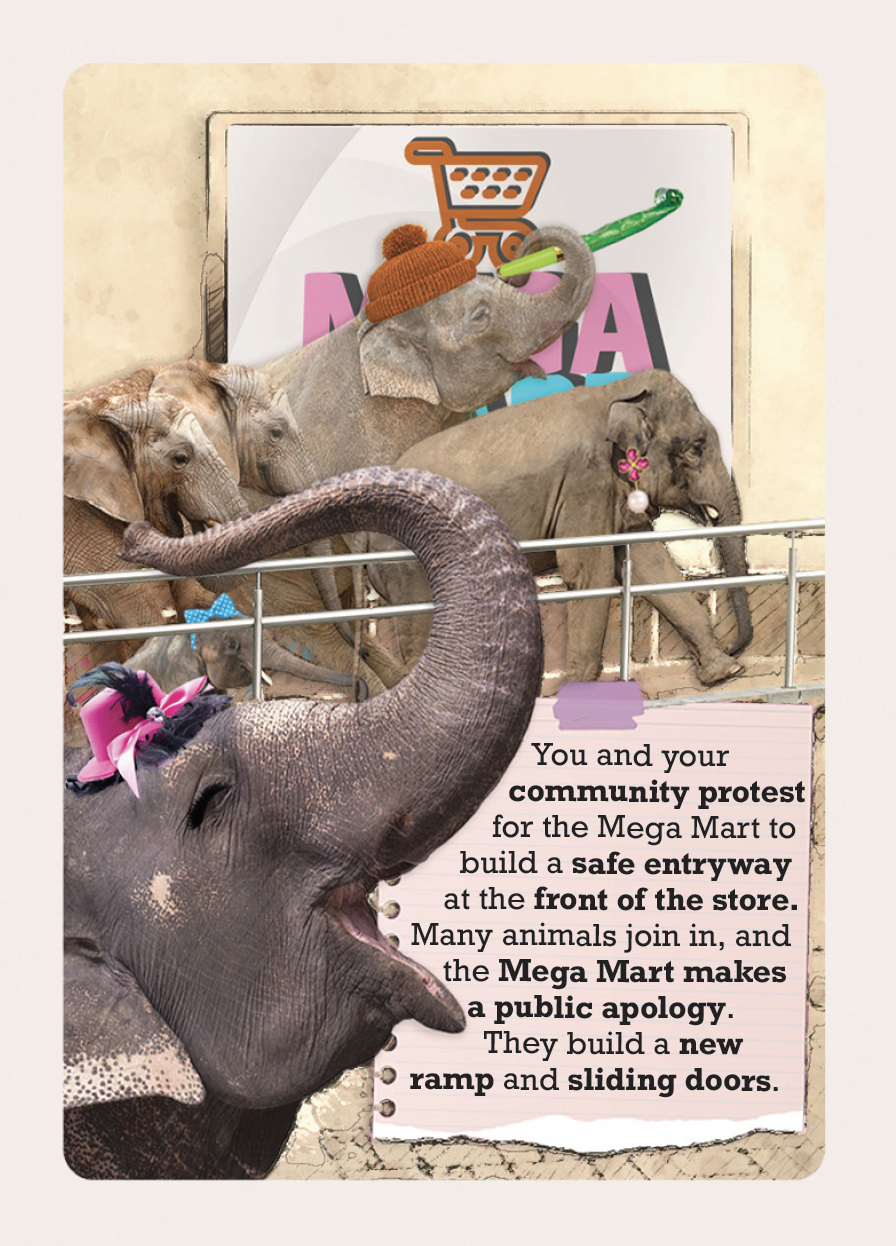 You and your
community protest
for the Mega Mart to
build a safe entryway
at the front of the store.
Many animals join in, and
the Mega Mart makes
a public apology.
They build a new
ramp and sliding doors.